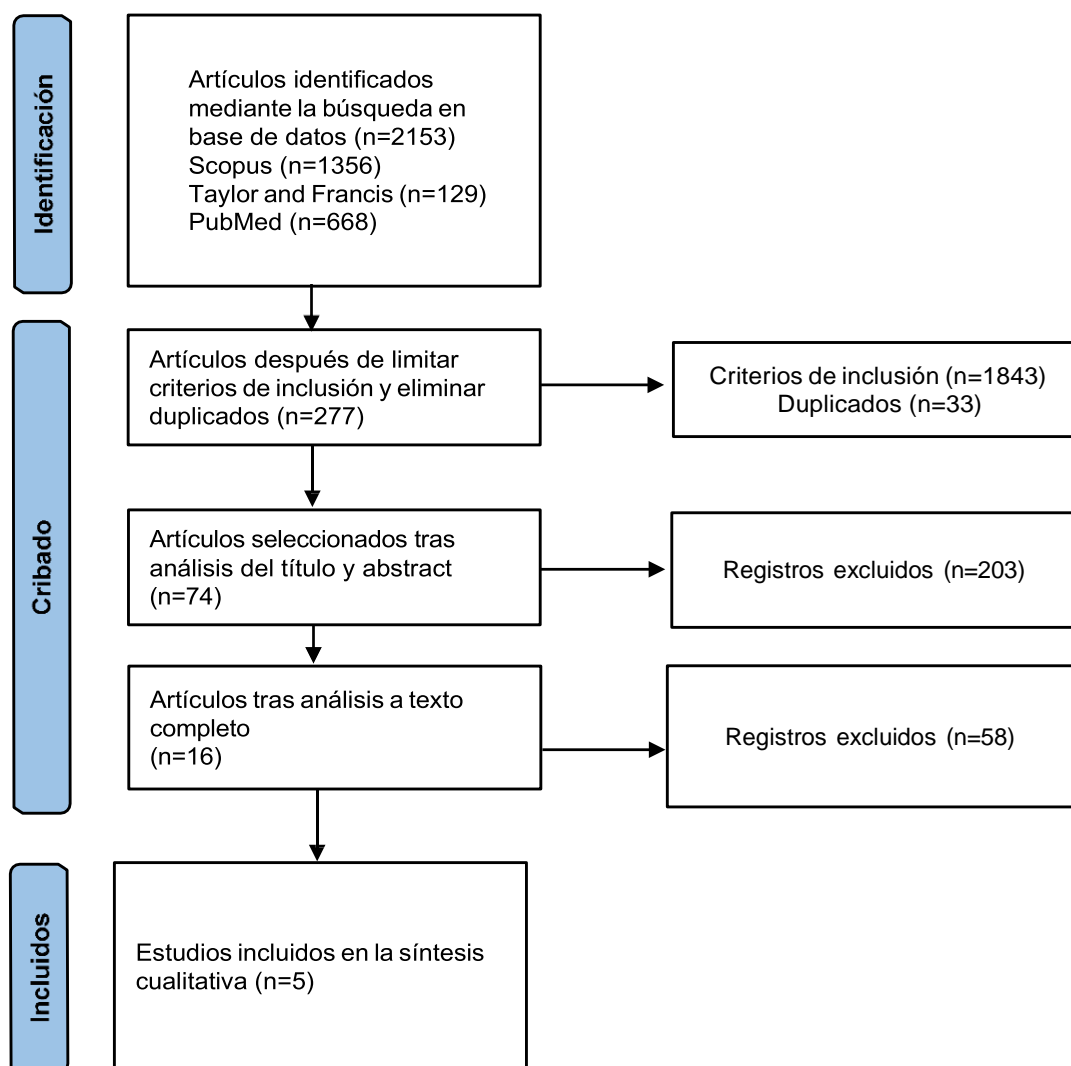 Identificación
Artículos identificados
mediante la búsqueda en
base de datos (n=2153)
Scopus (n=1356)
Taylor and Francis (n=129)
PubMed (n=668)
Cribado
Artículos después de limitar
criterios de inclusión y eliminar
duplicados (n=277)
Criterios de inclusión (n=1843)
Duplicados (n=33)
Artículos seleccionados tras
análisis del título y abstract
(n=74)
Registros excluidos (n=203)
Artículos tras análisis a texto
completo
(n=16)
Registros excluidos (n=58)
Incluidos
Estudios incluidos en la síntesis
cualitativa (n=5)